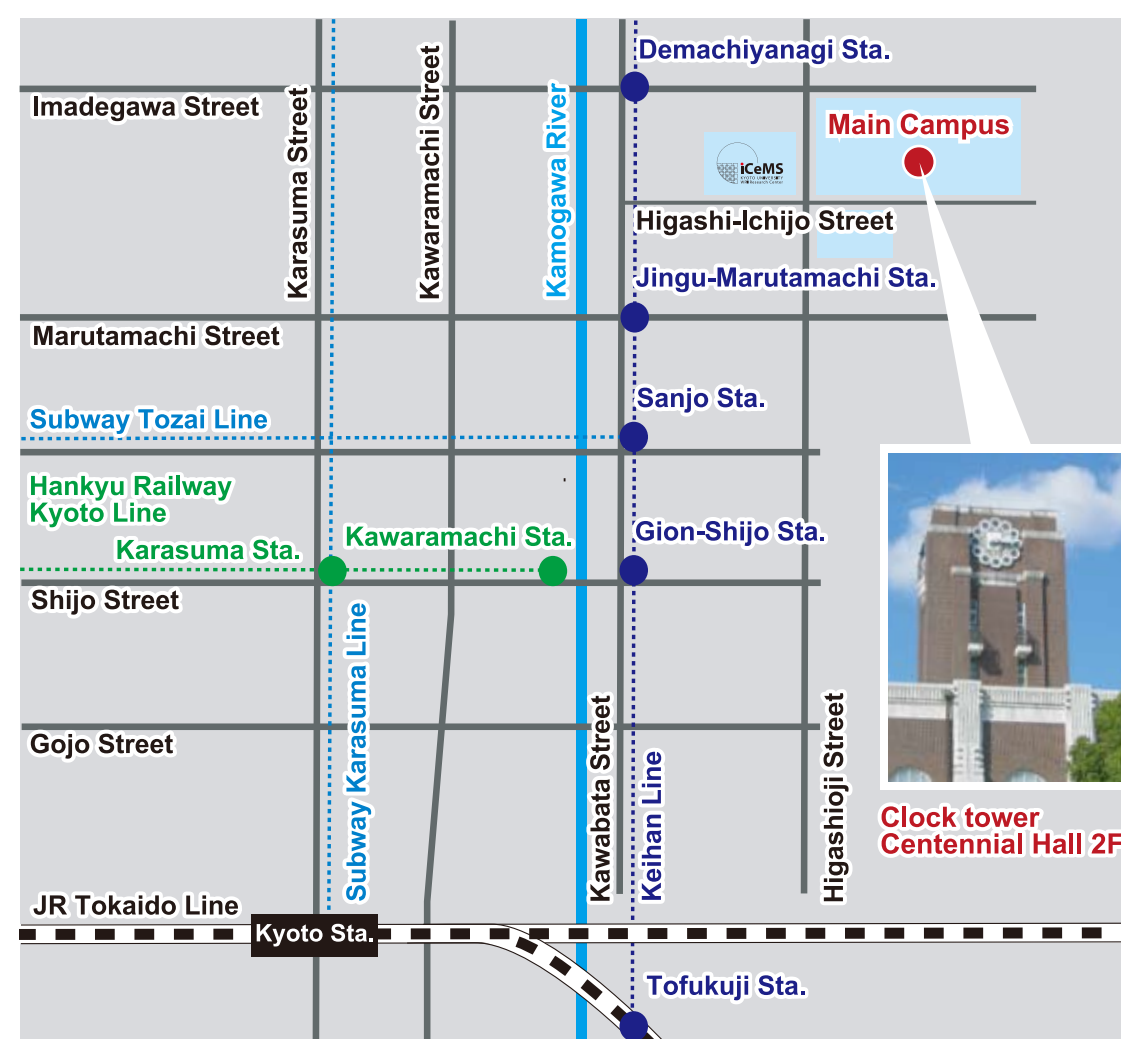 Demachiyanagi Sta.
Imadegawa Street
Karasuma Street
Kawaramachi Street
Kamogawa River
Main Campus
iCeMS
KYOTO UNIVERSITY
Higashi-Ichijo Street
Jingu-Marutamachi Sta.
Marutamachi Street
Sanjo Sta.
Subway Tozai Line
Hankyu Railway
Kyoto Line
Karasuma Sta.
Kawaramachi Sta.
Gion-Shijo Sta.
Shijo Street
Subway Karasuma Line
Gojo Street
Kawabata Street
Keihan Line
Higashioji Street
Clock tower
Centennial Hall 2F
JR Tokaido Line
Kyoto Sta.
Tofukuji Sta.